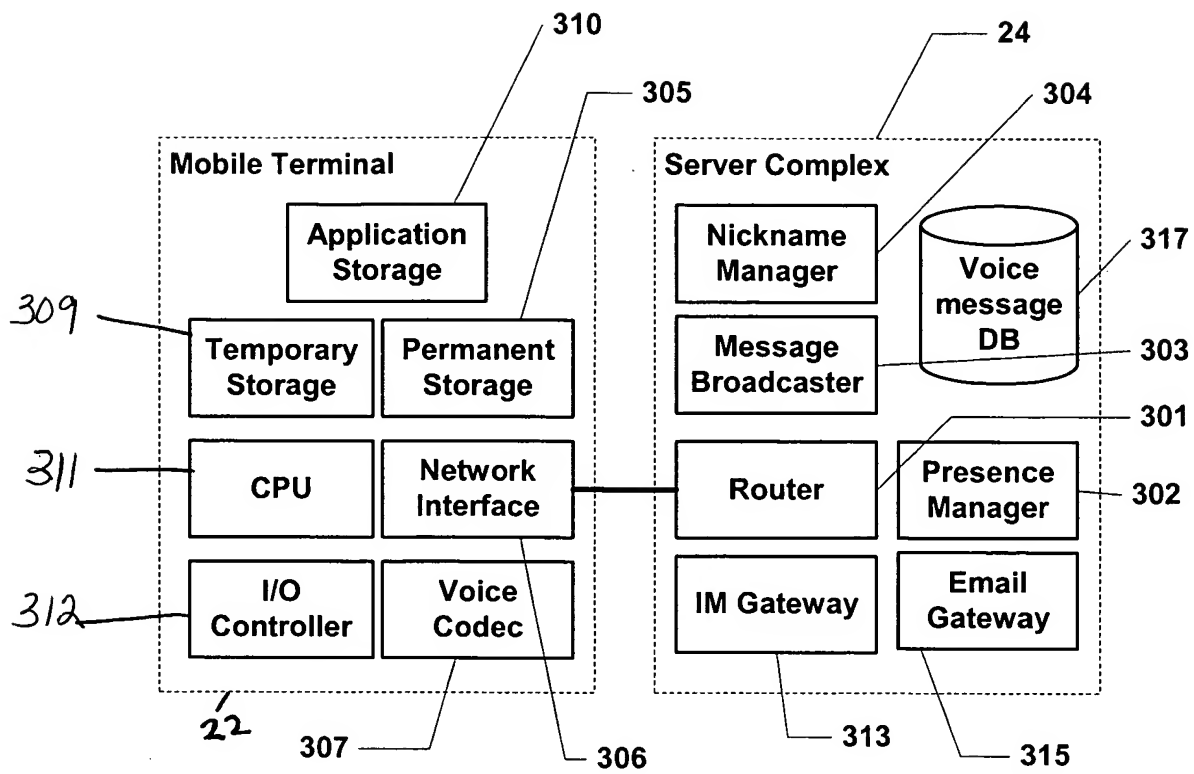 310
24
305
304
Mobile Terminal
Server Complex
Application
Storage
Nickname
Manager
Voice
message
DB
317
309
Temporary
Storage
Permanent
Storage
Message
Broadcaster
303
301
311
CPU
Network
Interface
Router
Presence
Manager
302
312
I/O
Controller
Voice
Codec
IM Gateway
Email
Gateway
22
307
306
313
315